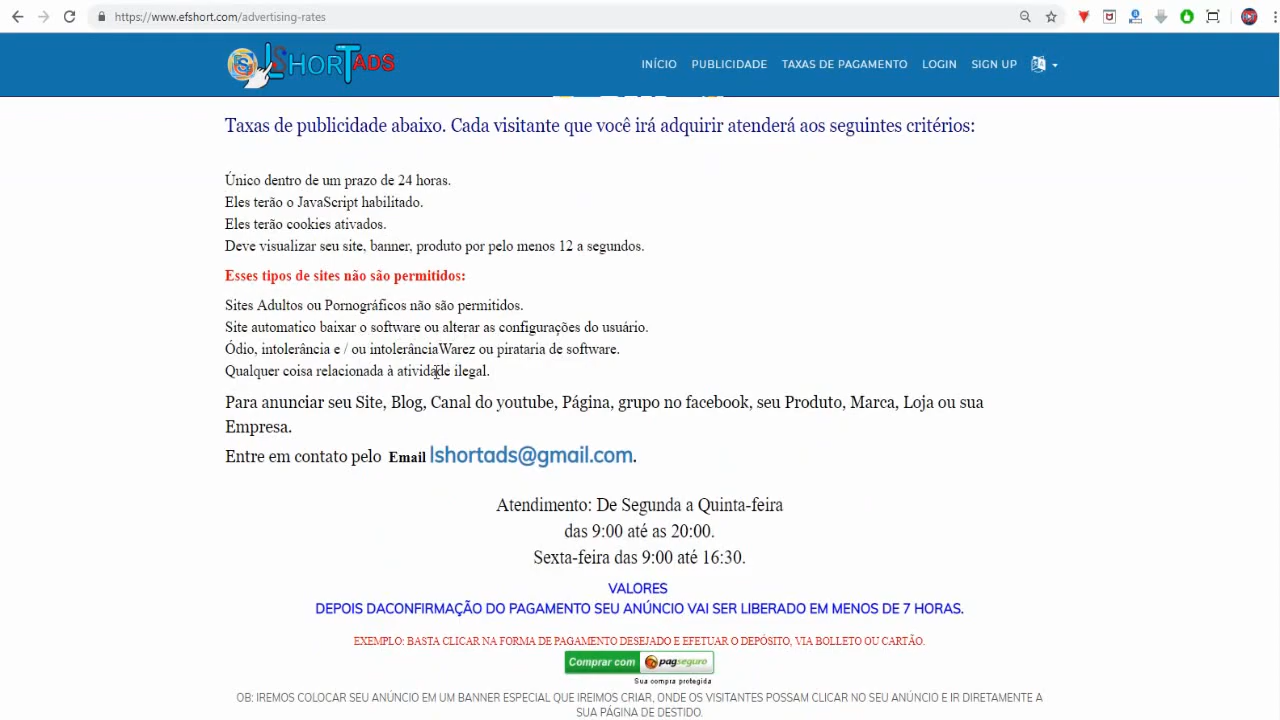 https://www.efshort.com/advertising-rates
LSHORTADS
INÍCIO PUBLICIDADE TAXAS DE PAGAMENTO LOGIN SIGN UP
Taxas de publicidade abaixo. Cada visitante que você irá adquirir atenderá aos seguintes critérios:
Único dentro de um prazo de 24 horas.
Eles terão o JavaScript habilitado.
Eles terão cookies ativados.
Deve visualizar seu site, banner, produto por pelo menos 12 a segundos.
Esses tipos de sites não são permitidos:
Sites Adultos ou Pornográficos não são permitidos.
Site automatico baixar o software ou alterar as configurações do usuário.
Ódio, intolerância e / ou intolerânciaWarez ou pirataria de software.
Qualquer coisa relacionada à atividade ilegal.
Para anunciar seu Site, Blog, Canal do youtube, Página, grupo no facebook, seu Produto, Marca, Loja ou sua
Empresa.
Entre em contato pelo Email lshortads@gmail.com.
Atendimento: De Segunda a Quinta-feira
das 9:00 até as 20:00.
Sexta-feira das 9:00 até 16:30.
VALORES
DEPOIS DACONFIRMAÇÃO DO PAGAMENTO SEU ANÚNCIO VAI SER LIBERADO EM MENOS DE 7 HORAS.
EXEMPLO: BASTA CLICAR NA FORMA DE PAGAMENTO DESEJADO E EFETUAR O DEPÓSITO, VIA BOLLETO OU CARTÃO.
Comprar com pagseguro
Sua compra protegida
OB: IREMOS COLOCAR SEU ANÚNCIO EM UM BANNER ESPECIAL QUE IREIMOS CRIAR, ONDE OS VISITANTES POSSAM CLICAR NO SEU ANÚNCIO E IR DIRETAMENTE A
SUA PÁGINA DE DESTIDO.